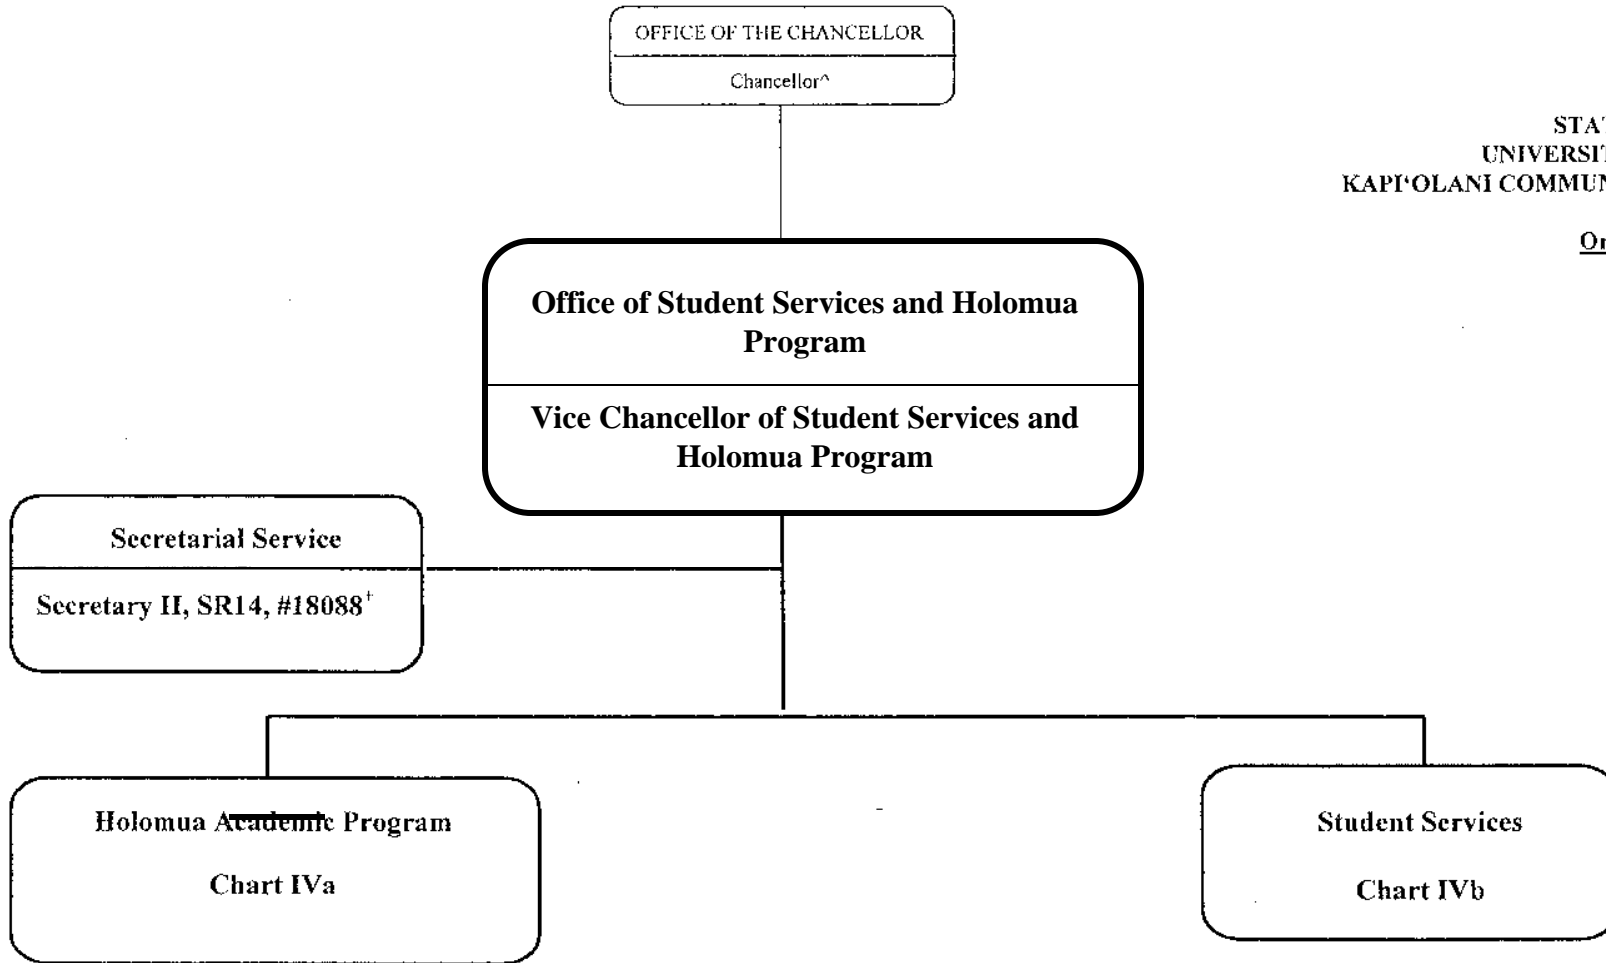 OFFICE OF THE CHANCELLOR
Chancellor^
STA
UNIVERSI
KAPI‘OLANI COMMUN
Or
Office of Student Services and Holomua
Program
Vice Chancellor of Student Services and
Holomua Program
Secretarial Service
Secretary II, SR14, #18088+
Holomua Academic Program
Chart IVa
Student Services
Chart IVb